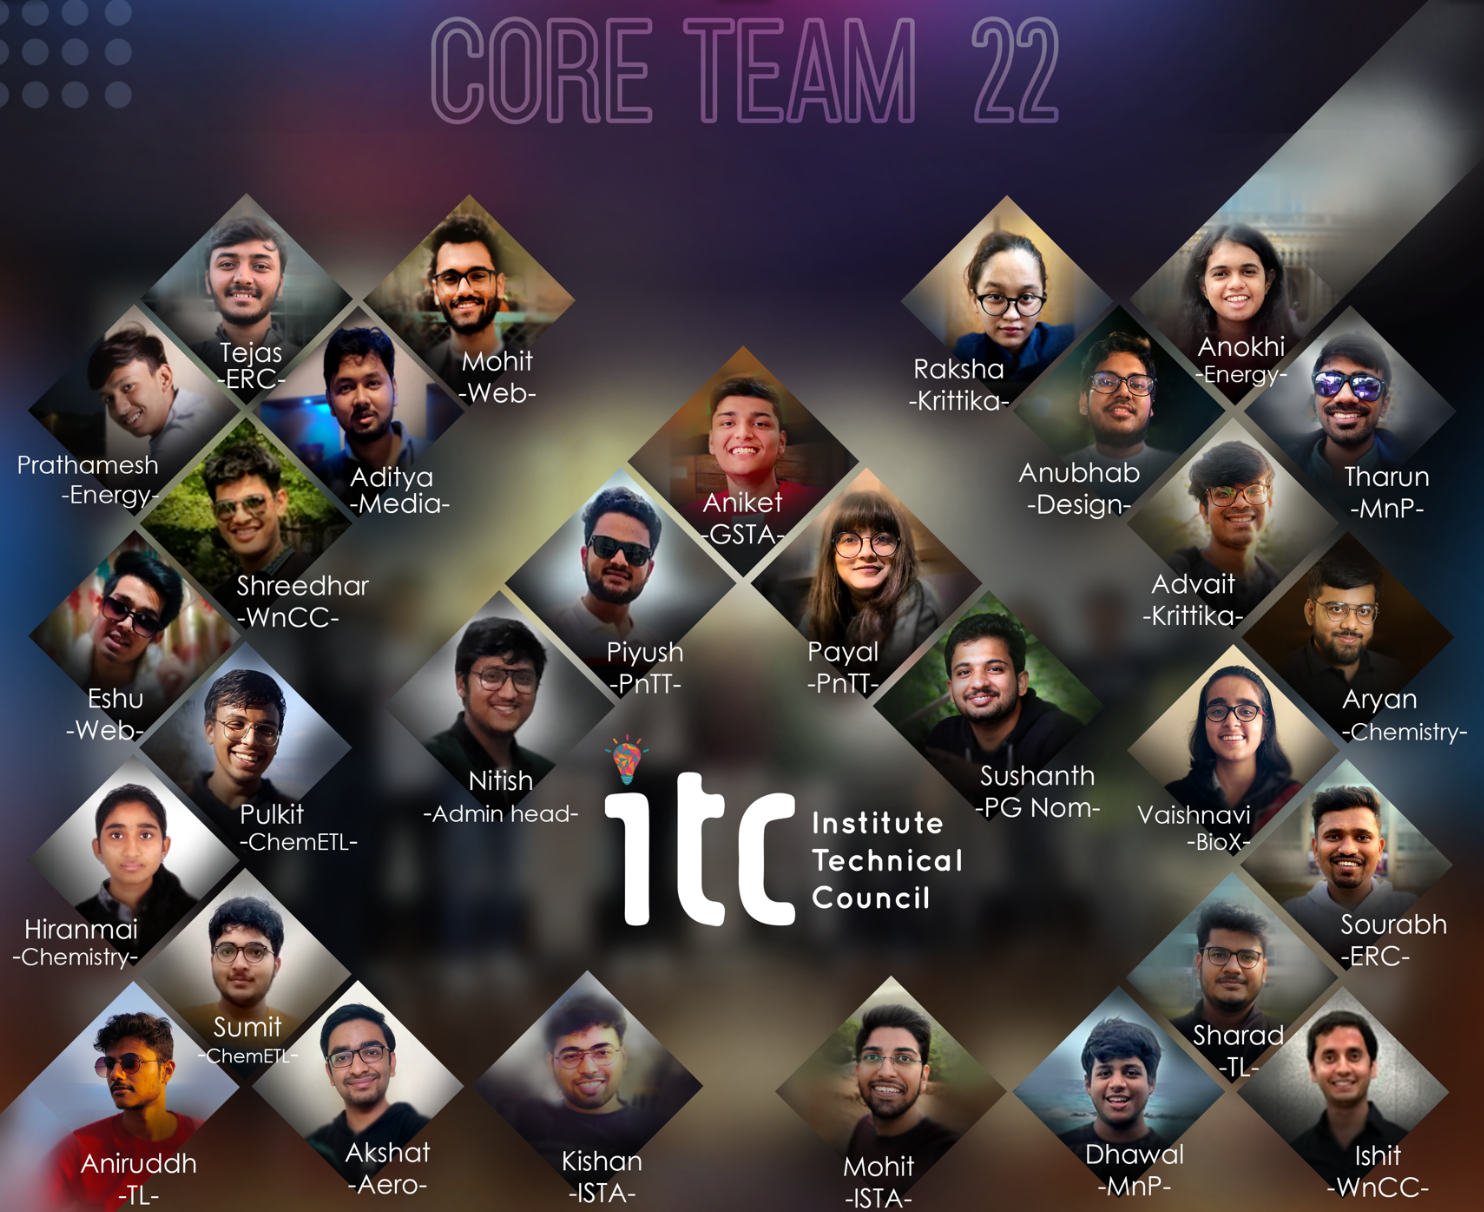 CORE TEAM 22
Tejas
-ERC-
Mohit
-Web-
Raksha
-Krittika-
Anokhi
-Energy-
Prathamesh
-Energy-
Aditya
-Media-
Aniket
-GSTA-
Anubhab
-Design-
Tharun
-MnP-
Shreedhar
-WnCC-
Advait
-Krittika-
Eshu
-Web-
Piyush
-PnTT-
Payal
-PnTT-
Aryan
-Chemistry-
Pulkit
-ChemETL-
Nitish
-Admin head-
Sushanth
-PG Nom-
Vaishnavi
-BioX-
itc
Institute
Technical
Council
Hiranmai
-Chemistry-
Sourabh
-ERC-
Sumit
-ChemETL-
Sharad
-TL-
Aniruddh
-TL-
Akshat
-Aero-
Kishan
-ISTA-
Mohit
-ISTA-
Dhawal
-MnP-
Ishit
-WnCC-